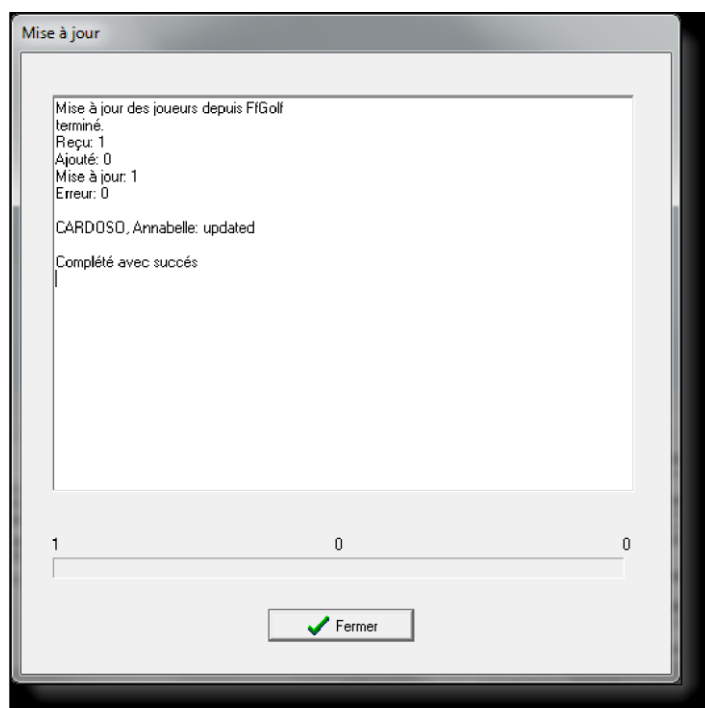 Mise à jour
Mise à jour des joueurs depuis FfGolf
terminé.
Reçu: 1
Ajouté: 0
Mise à jour: 1
Erreur: 0
CARDOSO, Annabelle: updated
Complété avec succés
1 0 0
Fermer